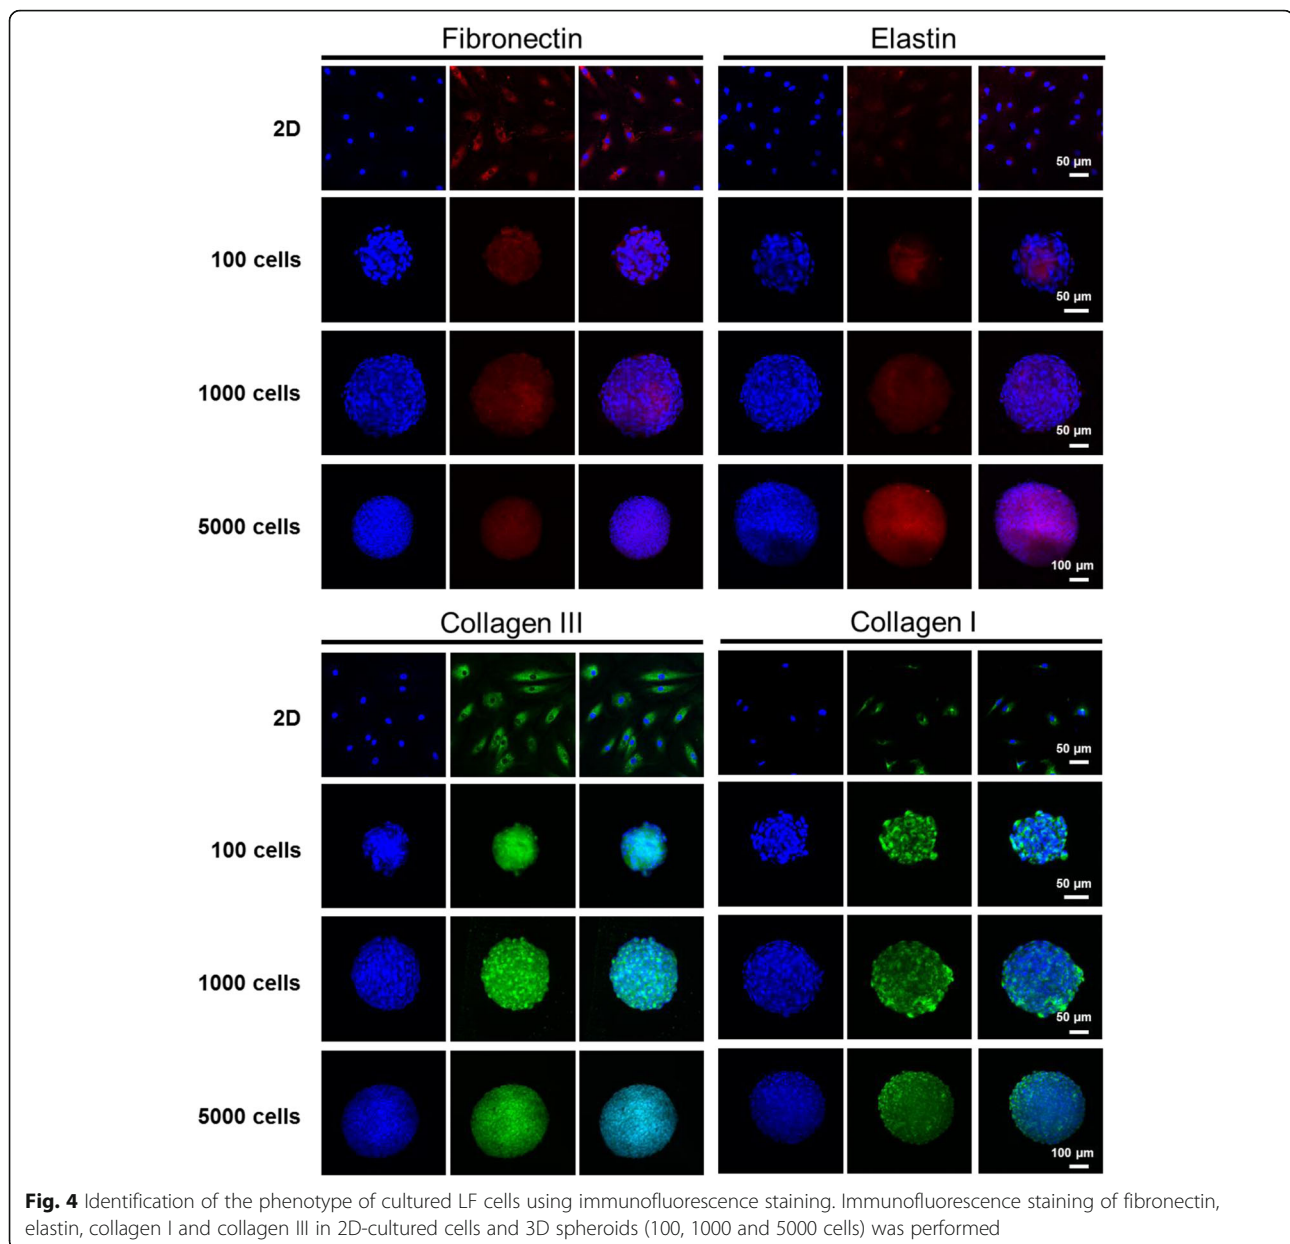 Fibronectin Elastin
2D
50 µm
100 cells
50 µm
1000 cells
50 µm
5000 cells
100 µm
Collagen III Collagen I
2D
50 µm
100 cells
50 µm
1000 cells
50 µm
5000 cells
100 µm
Fig. 4 Identification of the phenotype of cultured LF cells using immunofluorescence staining. Immunofluorescence staining of fibronectin,
elastin, collagen I and collagen III in 2D-cultured cells and 3D spheroids (100, 1000 and 5000 cells) was performed